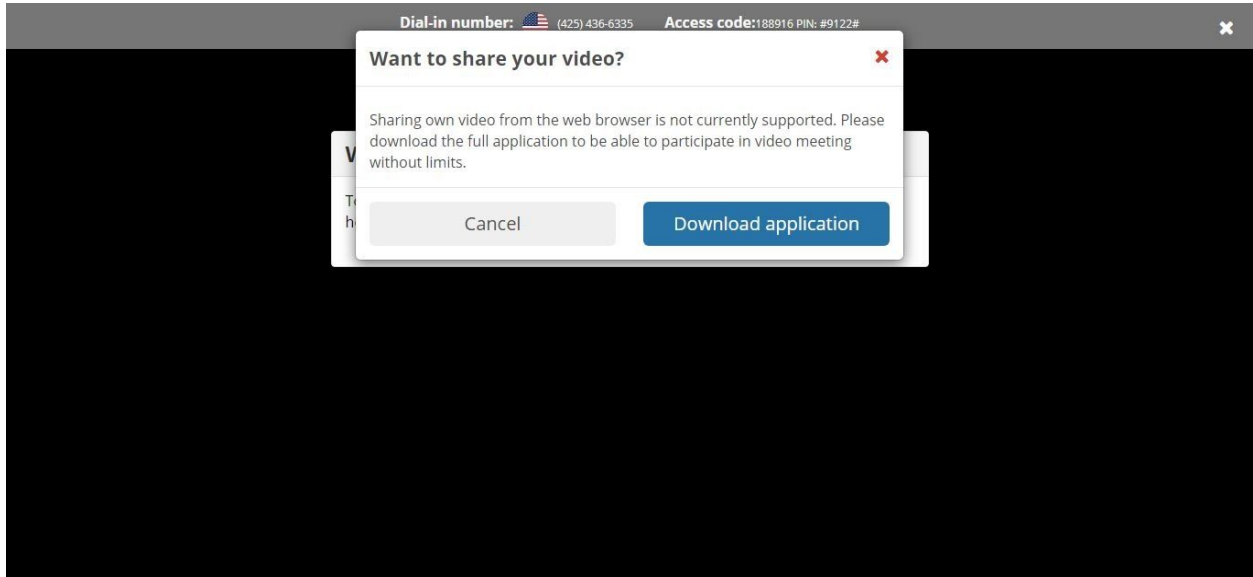 Dial-in number: (425) 436-6335 Access code:188916 PIN: #9122#
Want to share your video?
Sharing own video from the web browser is not currently supported. Please
download the full application to be able to participate in video meeting
without limits.
Cancel Download application